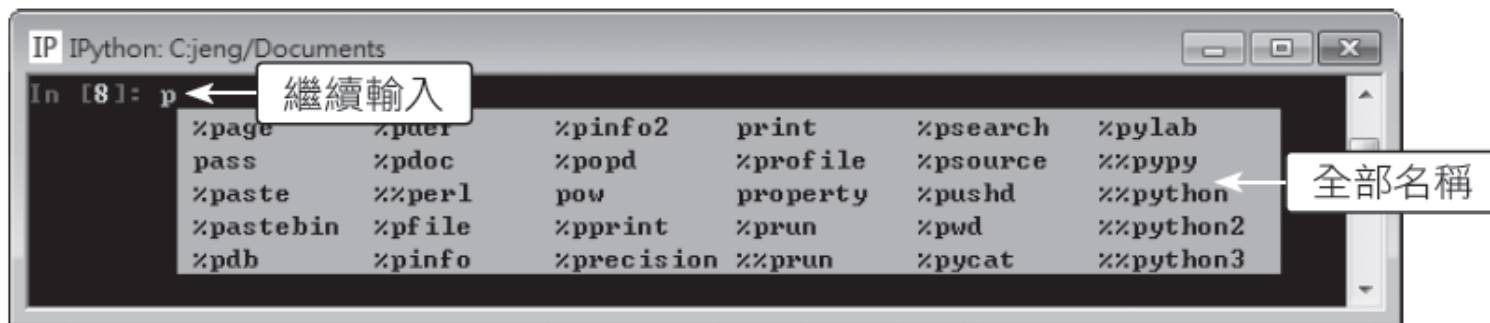 IP IPython: C:jeng/Documents
In [8]: p
繼續輸入
%page %pdef %pinfo2 print %psearch %pylab
pass %pdoc %popd %profile %psource %%pypy
%paste %%perl pow property %pushd %%python
%pastebin %pfile %pprint %prun %pwd %%python2
%pdb %pinfo %precision %%prun %pycat %%python3
全部名稱